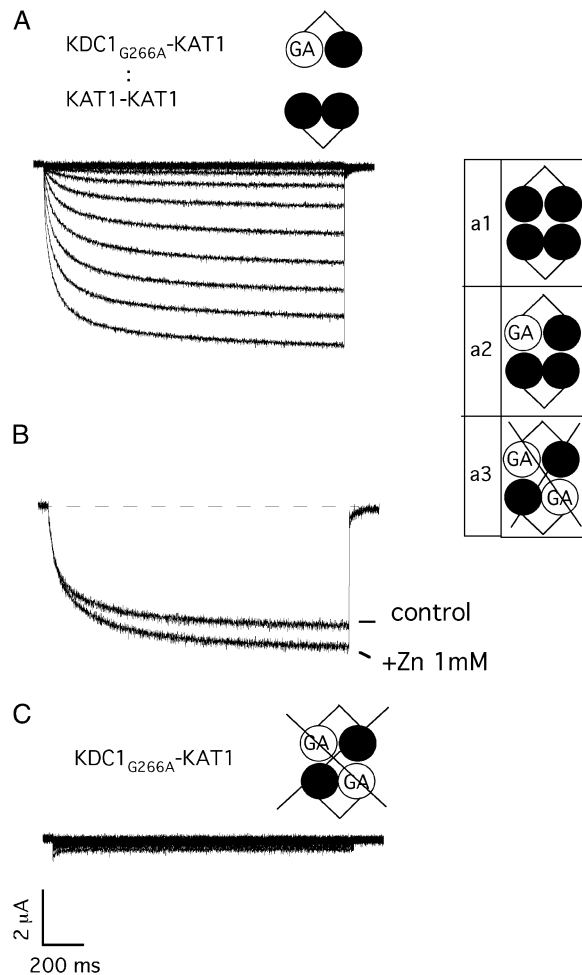 A
KDC1G266A-KAT1
GA
:
KAT1-KAT1
a1
a2
GA
a3
GA
GA
B
control
+Zn 1mM
C
KDC1G266A-KAT1
GA
GA
2 µA
200 ms